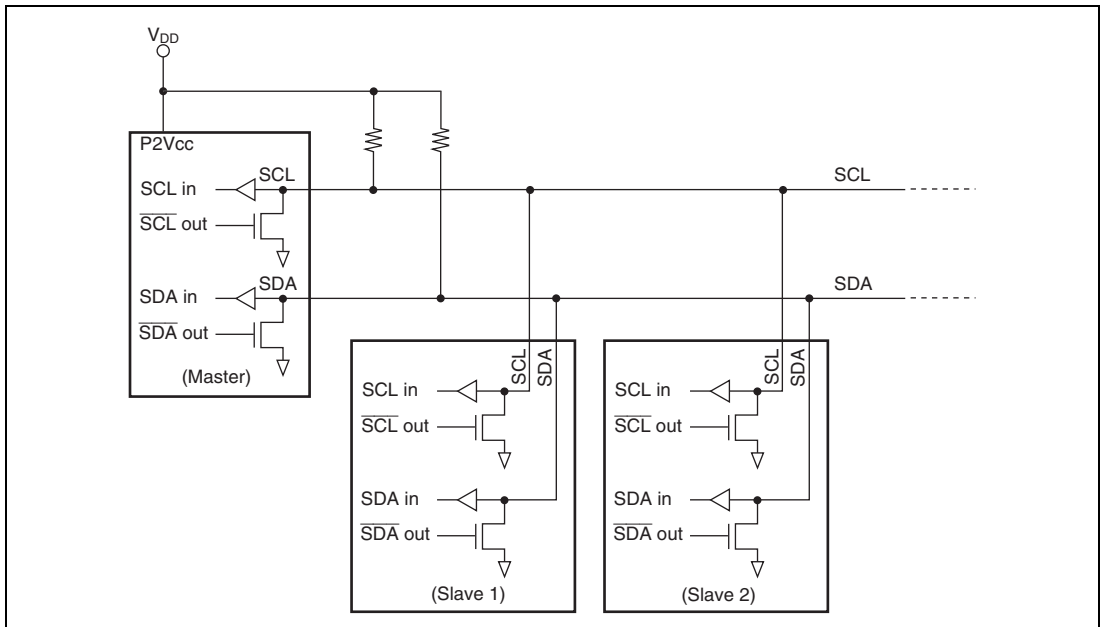 VDD
P2Vcc
SCL in
SCL
SCL out
SDA in
SDA
SDA out
(Master)
SCL
SDA
SCL
SDA
SCL in
SCL out
SDA in
SDA out
(Slave 1)
SCL
SDA
SCL in
SCL out
SDA in
SDA out
(Slave 2)